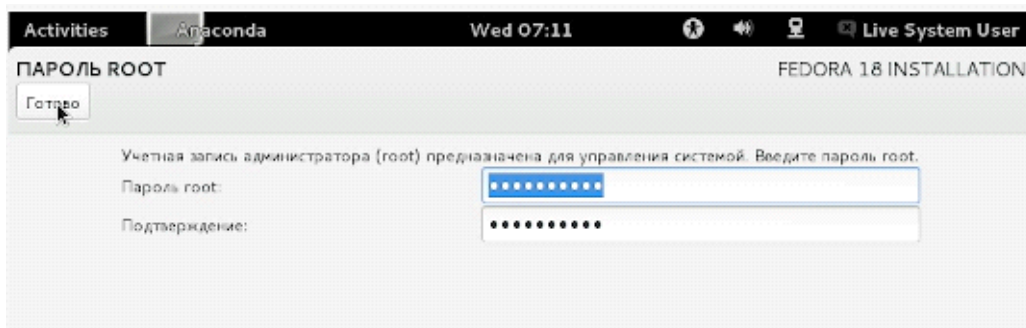 Activities Anaconda Wed 07:11 Live System User
ПАРОЛЬ ROOT FEDORA 18 INSTALLATION
Готово
Учетная запись администратора (root) предназначена для управления системой. Введите пароль root.
Пароль root: ••••••••••
Подтверждение: ••••••••••